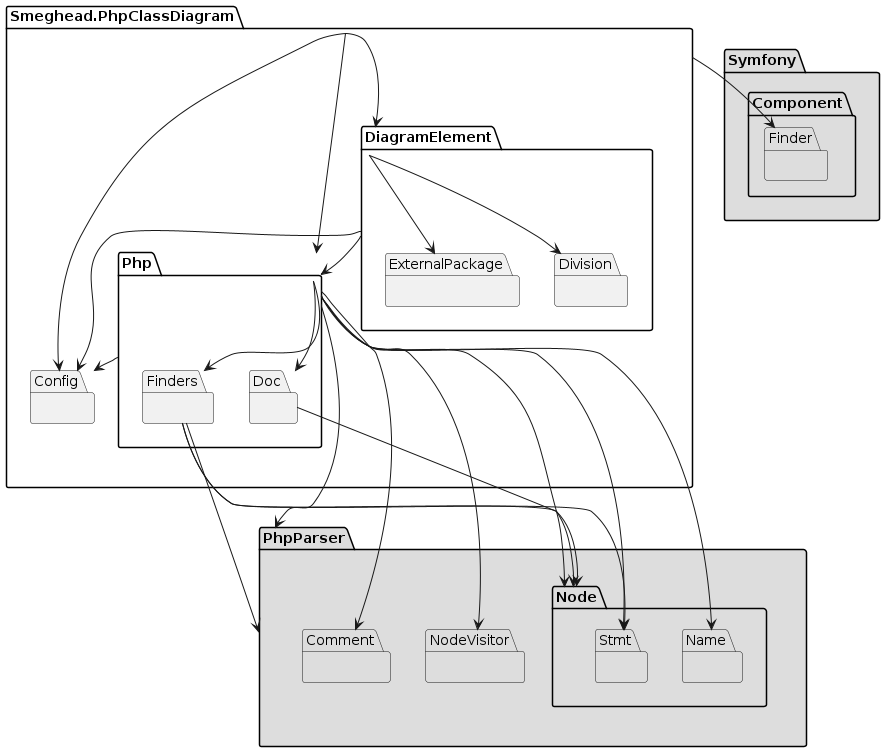 Smeghead.PhpClassDiagram
Symfony
Component
Finder
DiagramElement
ExternalPackage
Division
Php
Config
Finders
Doc
PhpParser
Node
Comment
NodeVisitor
Stmt
Name